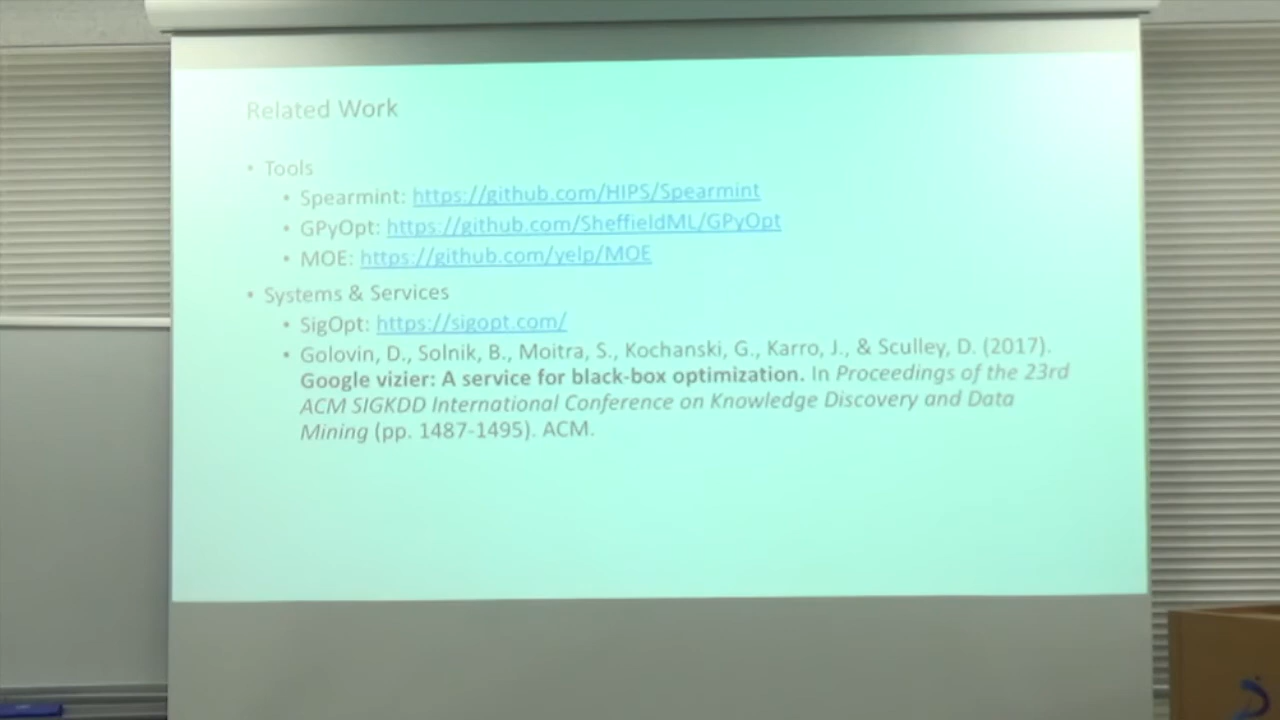 Related Work
• Tools
• Spearmint: https://github.com/HIPS/Spearmint
• GPyOpt: https://github.com/SheffieldML/GPyOpt
• MOE: https://github.com/yelp/MOE
• Systems & Services
• SigOpt: https://sigopt.com/
• Golovin, D., Solnik, B., Moitra, S., Kochanski, G., Karro, J., & Sculley, D. (2017).
Google vizier: A service for black-box optimization. In Proceedings of the 23rd
ACM SIGKDD International Conference on Knowledge Discovery and Data
Mining (pp. 1487-1495). ACM.